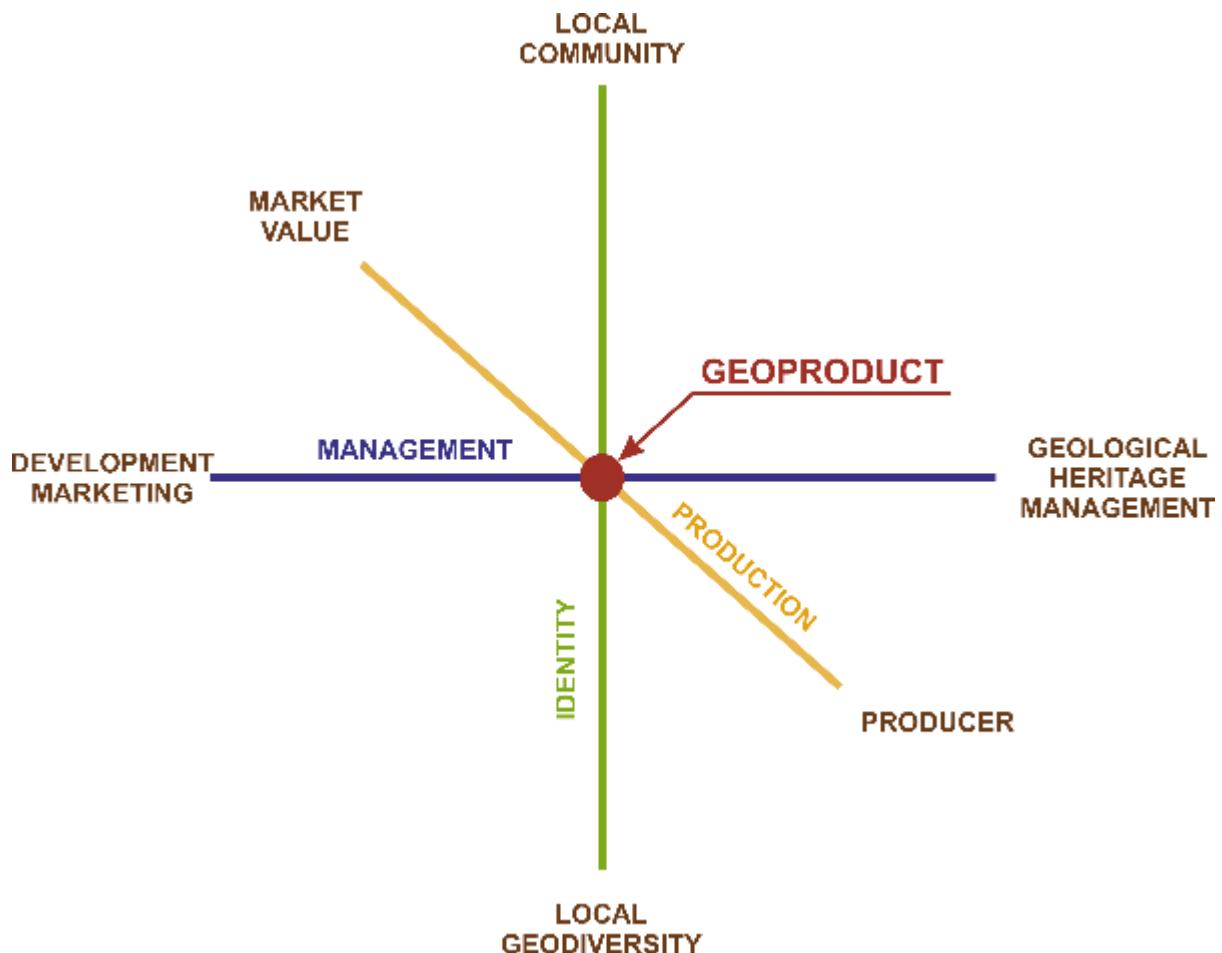 LOCAL
COMMUNITY
MARKET
VALUE
GEOPRODUCT
MANAGEMENT
DEVELOPMENT
MARKETING
GEOLOGICAL
HERITAGE
MANAGEMENT
PRODUCTION
IDENTITY
PRODUCER
LOCAL
GEODIVERSITY